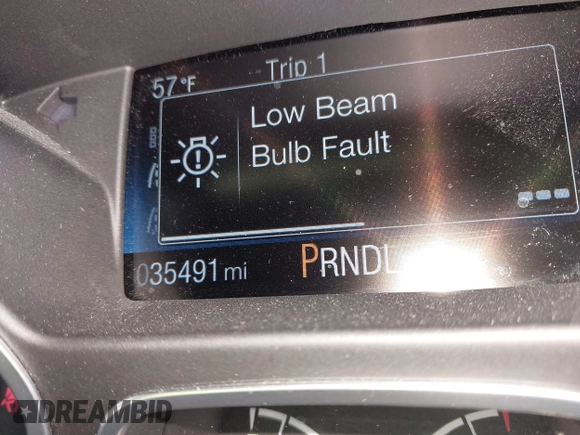 57°F
Trip 1
Low Beam
Bulb Fault
035491 mi
PRNDL
DREAMBID